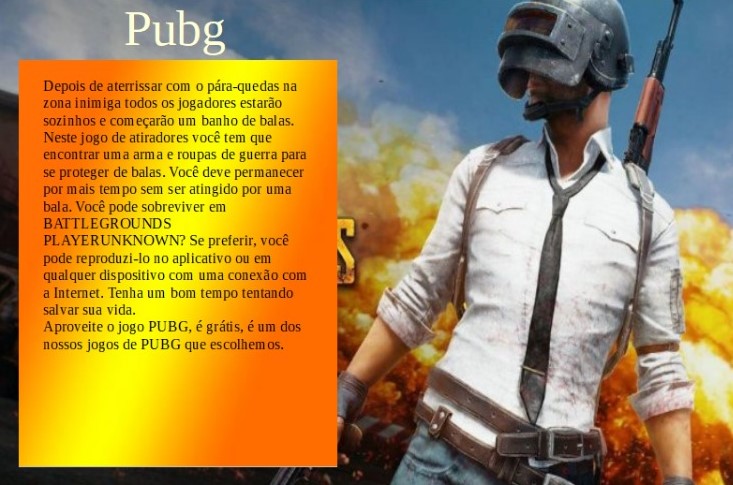 Pubg
Depois de aterrissar com o pára-quedas na
zona inimiga todos os jogadores estarão
sozinhos e começarão um banho de balas.
Neste jogo de atiradores você tem que
encontrar uma arma e roupas de guerra para
se proteger de balas. Você deve permanecer
por mais tempo sem ser atingido por uma
bala. Você pode sobreviver em
BATTLEGROUNDS
PLAYERUNKNOWN? Se preferir, você
pode reproduzi-lo no aplicativo ou em
qualquer dispositivo com uma conexão com
a Internet. Tenha um bom tempo tentando
salvar sua vida.
Aproveite o jogo PUBG, é grátis, é um dos
nossos jogos de PUBG que escolhemos.
S